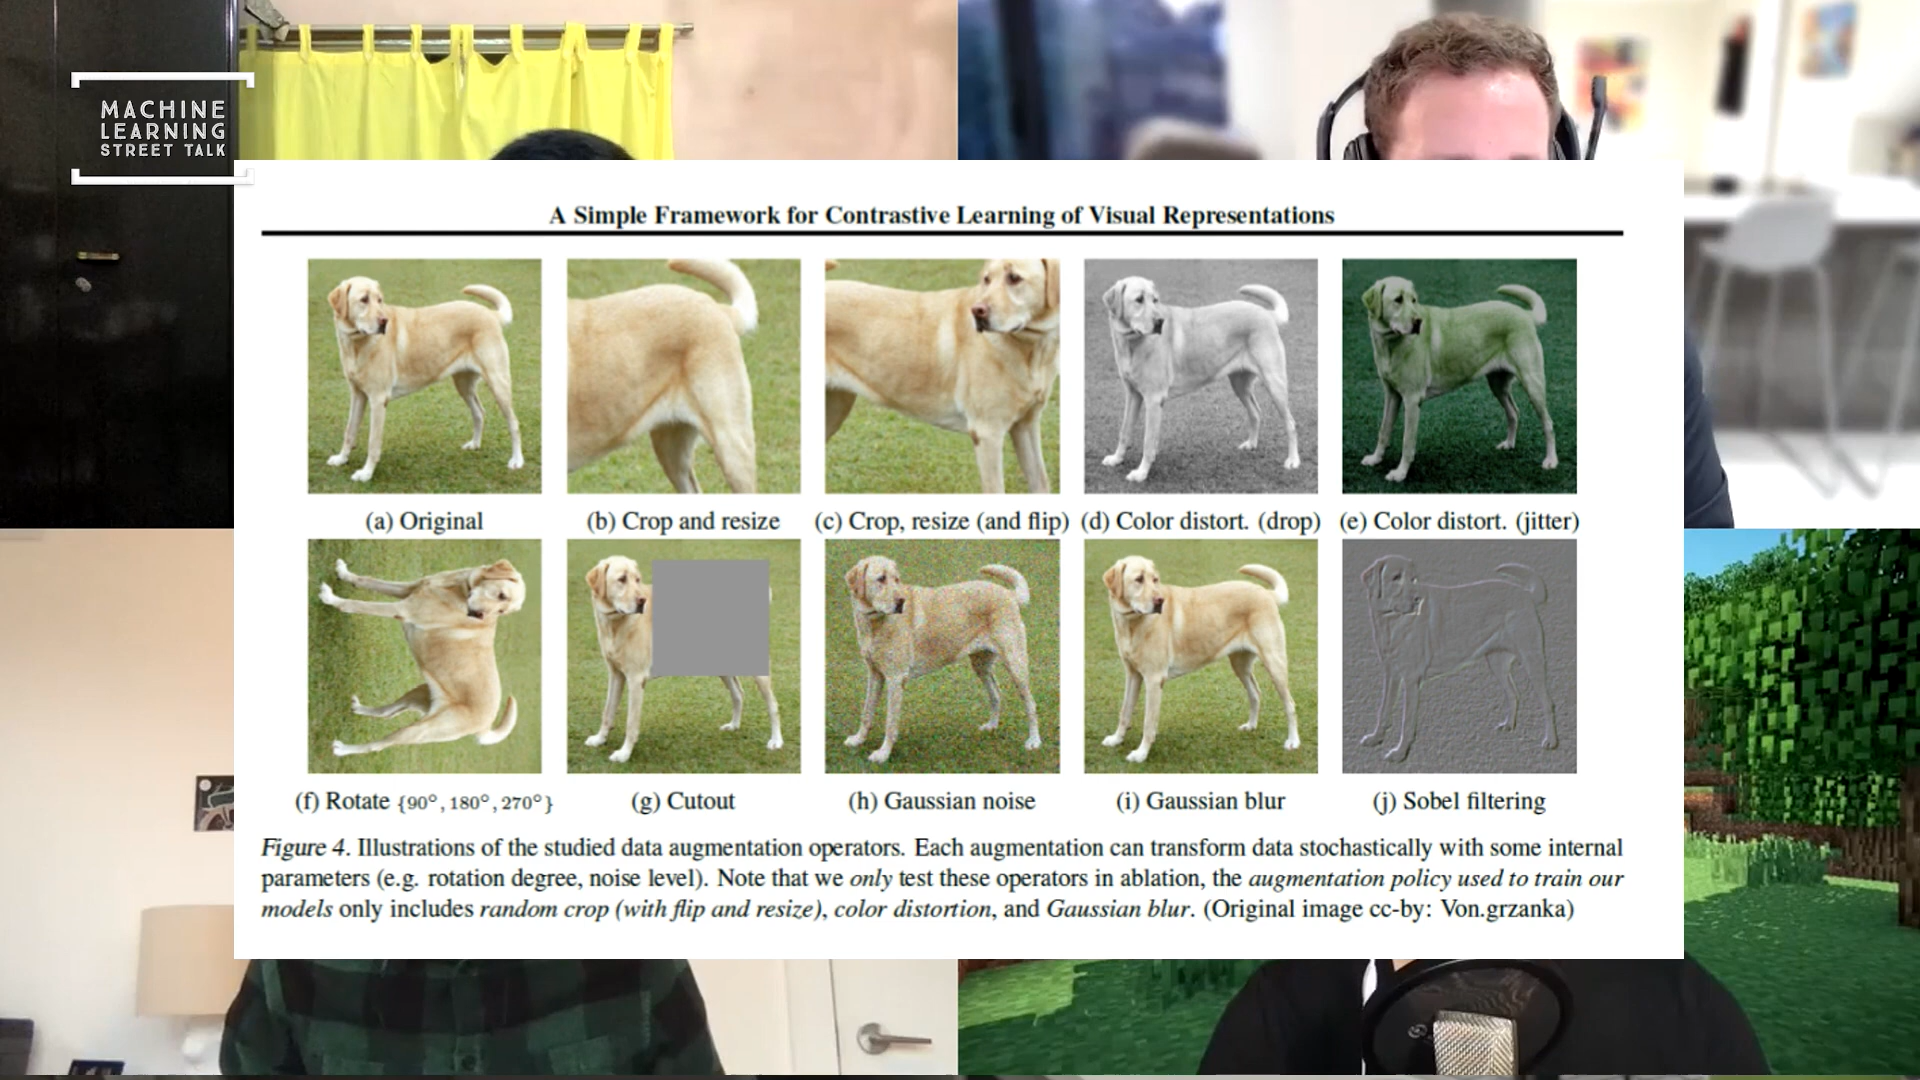 MACHINE
LEARNING
STREET TALK
A Simple Framework for Contrastive Learning of Visual Representations
(a) Original
(b) Crop and resize
(c) Crop, resize (and flip)
(d) Color distort. (drop)
(e) Color distort. (jitter)
(f) Rotate {90°, 180°, 270°}
(g) Cutout
(h) Gaussian noise
(i) Gaussian blur
(j) Sobel filtering
Figure 4. Illustrations of the studied data augmentation operators. Each augmentation can transform data stochastically with some internal
parameters (e.g. rotation degree, noise level). Note that we only test these operators in ablation, the augmentation policy used to train our
models only includes random crop (with flip and resize), color distortion, and Gaussian blur. (Original image cc-by: Von.grzanka)